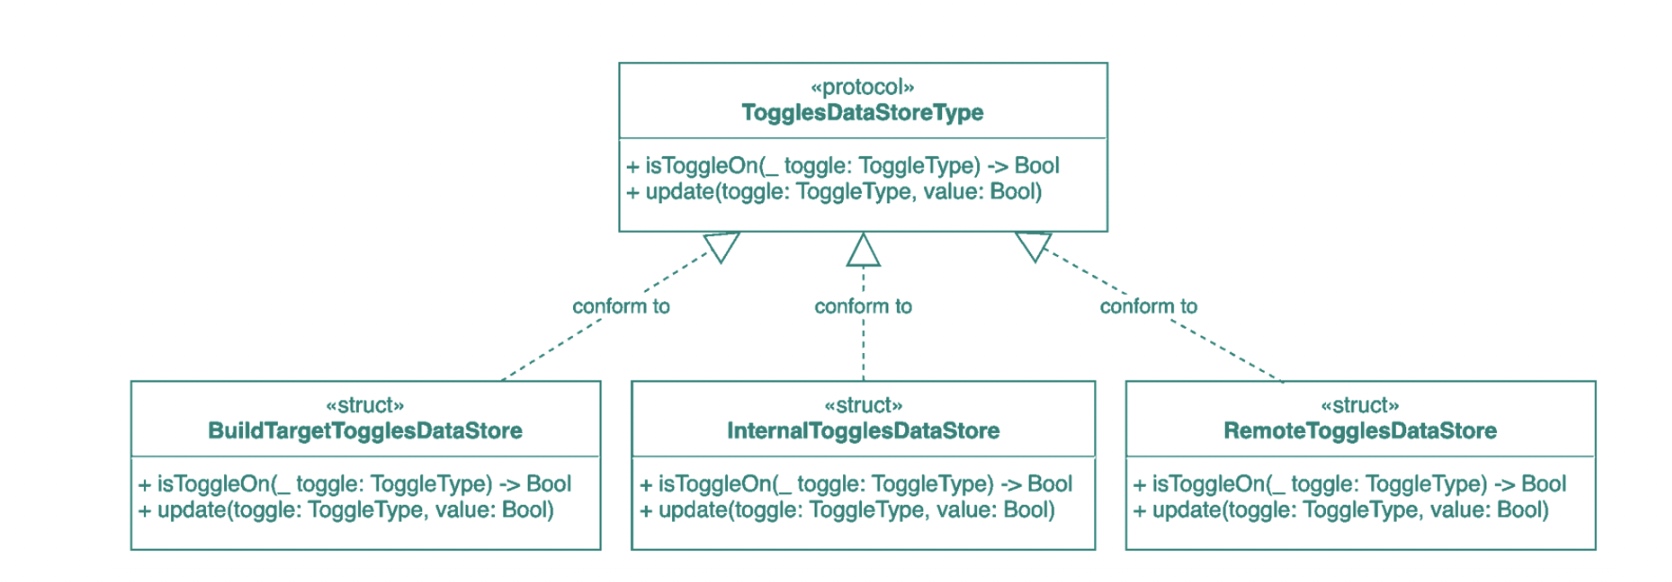 «protocol»
TogglesDataStoreType
+ isToggleOn(_ toggle: ToggleType) -> Bool
+ update(toggle: ToggleType, value: Bool)
conform to
conform to
conform to
«struct»
BuildTargetTogglesDataStore
+ isToggleOn(_ toggle: ToggleType) -> Bool
+ update(toggle: ToggleType, value: Bool)
«struct»
InternalTogglesDataStore
+ isToggleOn(_ toggle: ToggleType) -> Bool
+ update(toggle: ToggleType, value: Bool)
«struct»
RemoteTogglesDataStore
+ isToggleOn(_ toggle: ToggleType) -> Bool
+ update(toggle: ToggleType, value: Bool)